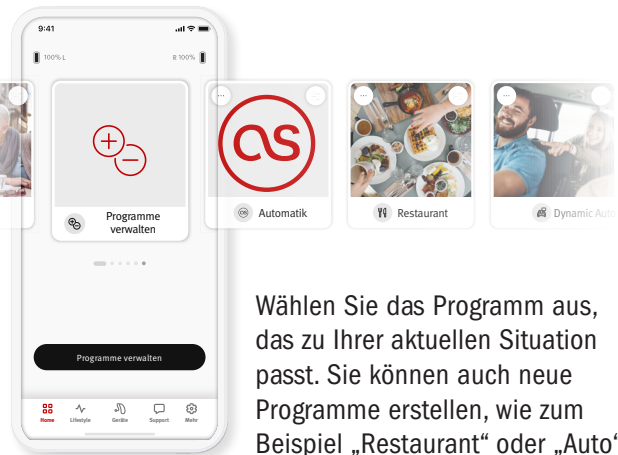 9:41
100% L
R 100%
Programme
verwalten
Automatik
Restaurant
Dynamic Auto
Programme verwalten
Home
Lifestyle
Geräte
Support
Mehr
Wählen Sie das Programm aus,
das zu Ihrer aktuellen Situation
passt. Sie können auch neue
Programme erstellen, wie zum
Beispiel „Restaurant“ oder „Auto‘